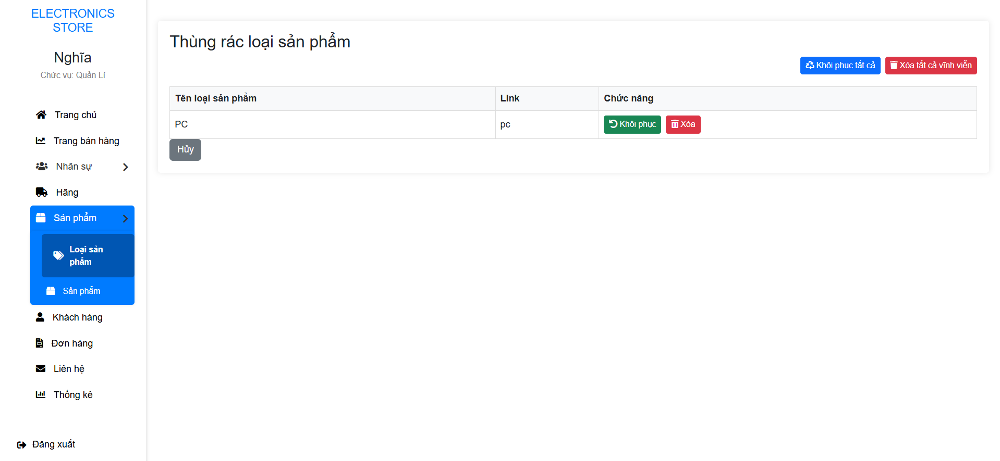 ELECTRONICS
STORE
Nghĩa
Chức vụ: Quản Lí
Trang chủ
Trang bán hàng
Nhân sự
Hãng
Sản phẩm
Loại sản
phẩm
Sản phẩm
Khách hàng
Đơn hàng
Liên hệ
Thống kê
Đăng xuất
Thùng rác loại sản phẩm
Khôi phục tất cả Xóa tất cả vĩnh viễn
Tên loại sản phẩm Link Chức năng
PC pc Khôi phục Xóa
Hủy